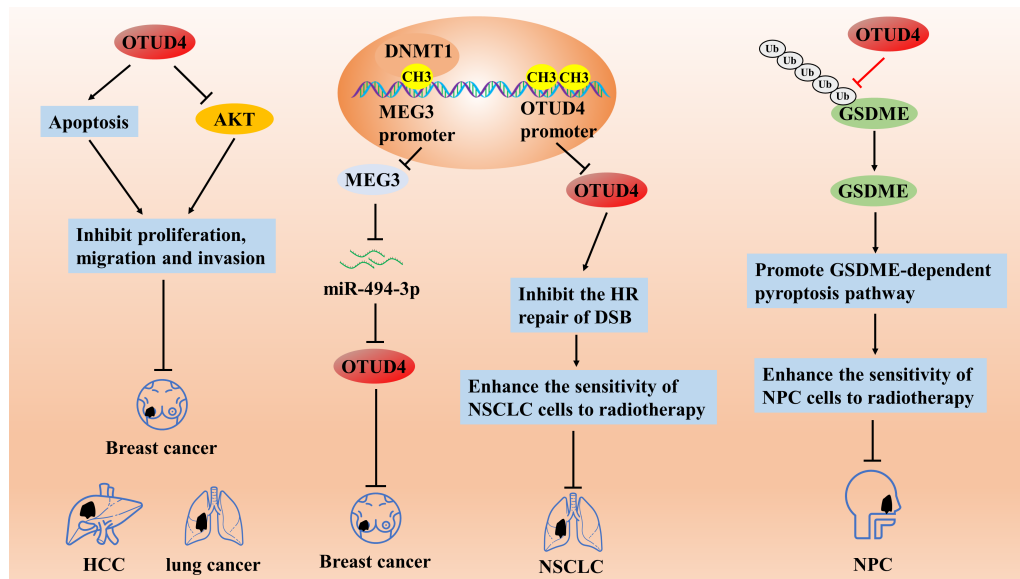 OTUD4
Apoptosis
AKT
Inhibit proliferation,
migration and invasion
Breast cancer
HCC
lung cancer
DNMT1
CH3
CH3
CH3
MEG3
promoter
OTUD4
promoter
MEG3
miR-494-3p
OTUD4
Breast cancer
OTUD4
Inhibit the HR
repair of DSB
Enhance the sensitivity of
NSCLC cells to radiotherapy
NSCLC
OTUD4
Ub
Ub
Ub
Ub
Ub
GSDME
GSDME
Promote GSDME-dependent
pyroptosis pathway
Enhance the sensitivity of
NPC cells to radiotherapy
NPC